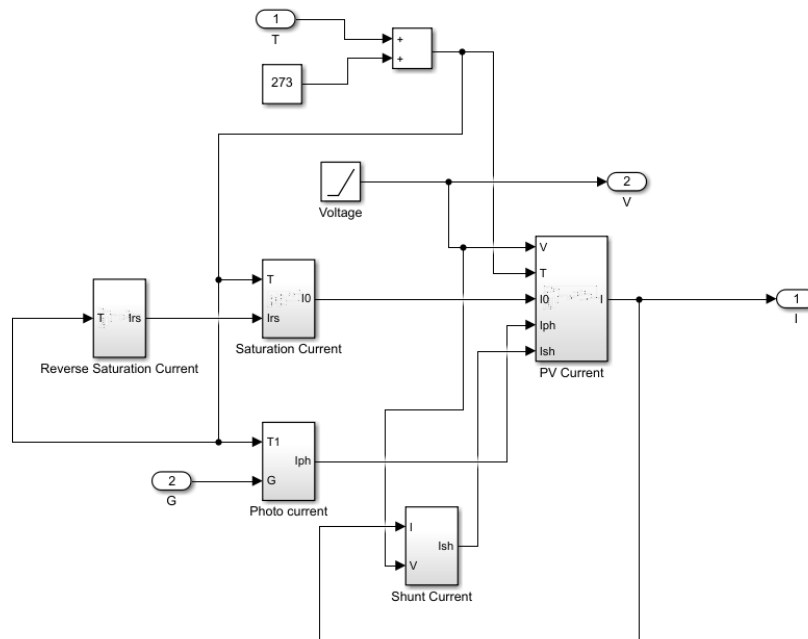 1
T
+
+
273
Voltage
2
V
V
T
I0
Iph
Ish
I
PV Current
1
I
T
Irs
I0
Saturation Current
T
Irs
Reverse Saturation Current
T1
G
Iph
Photo current
2
G
I
V
Ish
Shunt Current